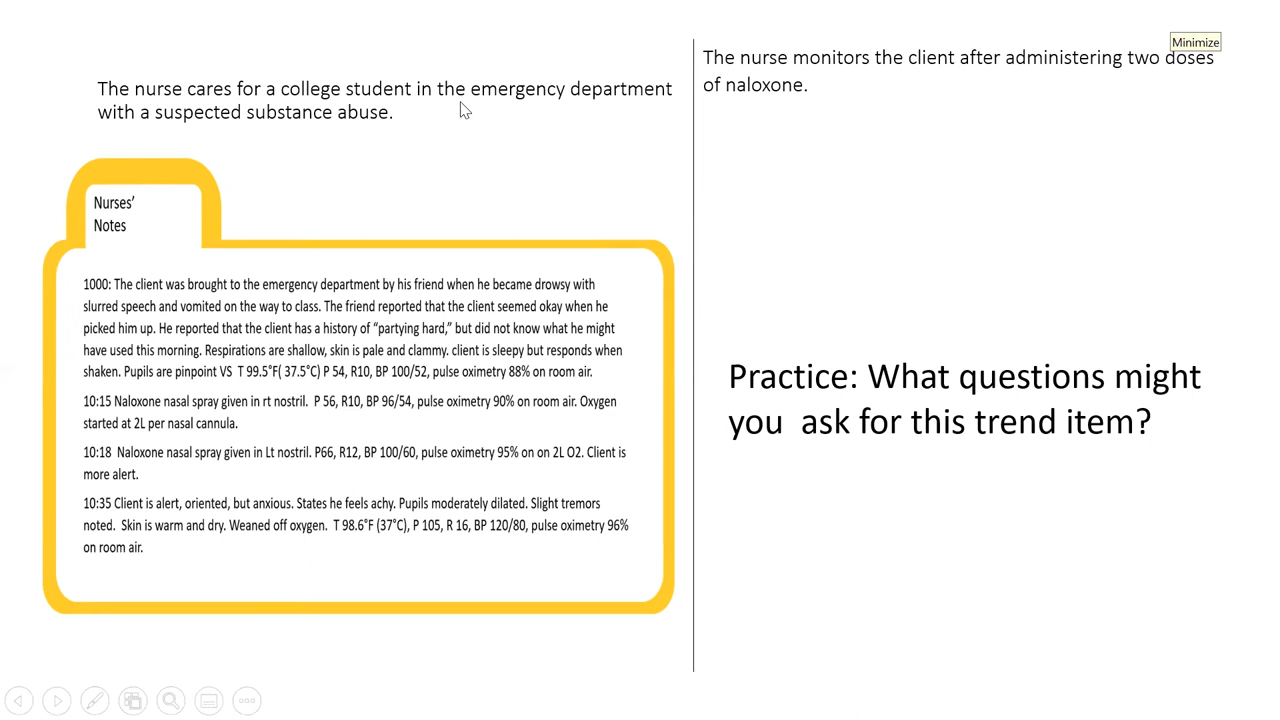 The nurse cares for a college student in the emergency department
with a suspected substance abuse.
Nurses’
Notes
1000: The client was brought to the emergency department by his friend when he became drowsy with
slurred speech and vomited on the way to class. The friend reported that the client seemed okay when he
picked him up. He reported that the client has a history of “partying hard,” but did not know what he might
have used this morning. Respirations are shallow, skin is pale and clammy. client is sleepy but responds when
shaken. Pupils are pinpoint VS T 99.5°F( 37.5°C) P 54, R10, BP 100/52, pulse oximetry 88% on room air.
10:15 Naloxone nasal spray given in rt nostril. P 56, R10, BP 96/54, pulse oximetry 90% on room air. Oxygen
started at 2L per nasal cannula.
10:18 Naloxone nasal spray given in Lt nostril. P66, R12, BP 100/60, pulse oximetry 95% on on 2L O2. Client is
more alert.
10:35 Client is alert, oriented, but anxious. States he feels achy. Pupils moderately dilated. Slight tremors
noted. Skin is warm and dry. Weaned off oxygen. T 98.6°F (37°C), P 105, R 16, BP 120/80, pulse oximetry 96%
on room air.
Minimize
The nurse monitors the client after administering two doses
of naloxone.
Practice: What questions might
you ask for this trend item?